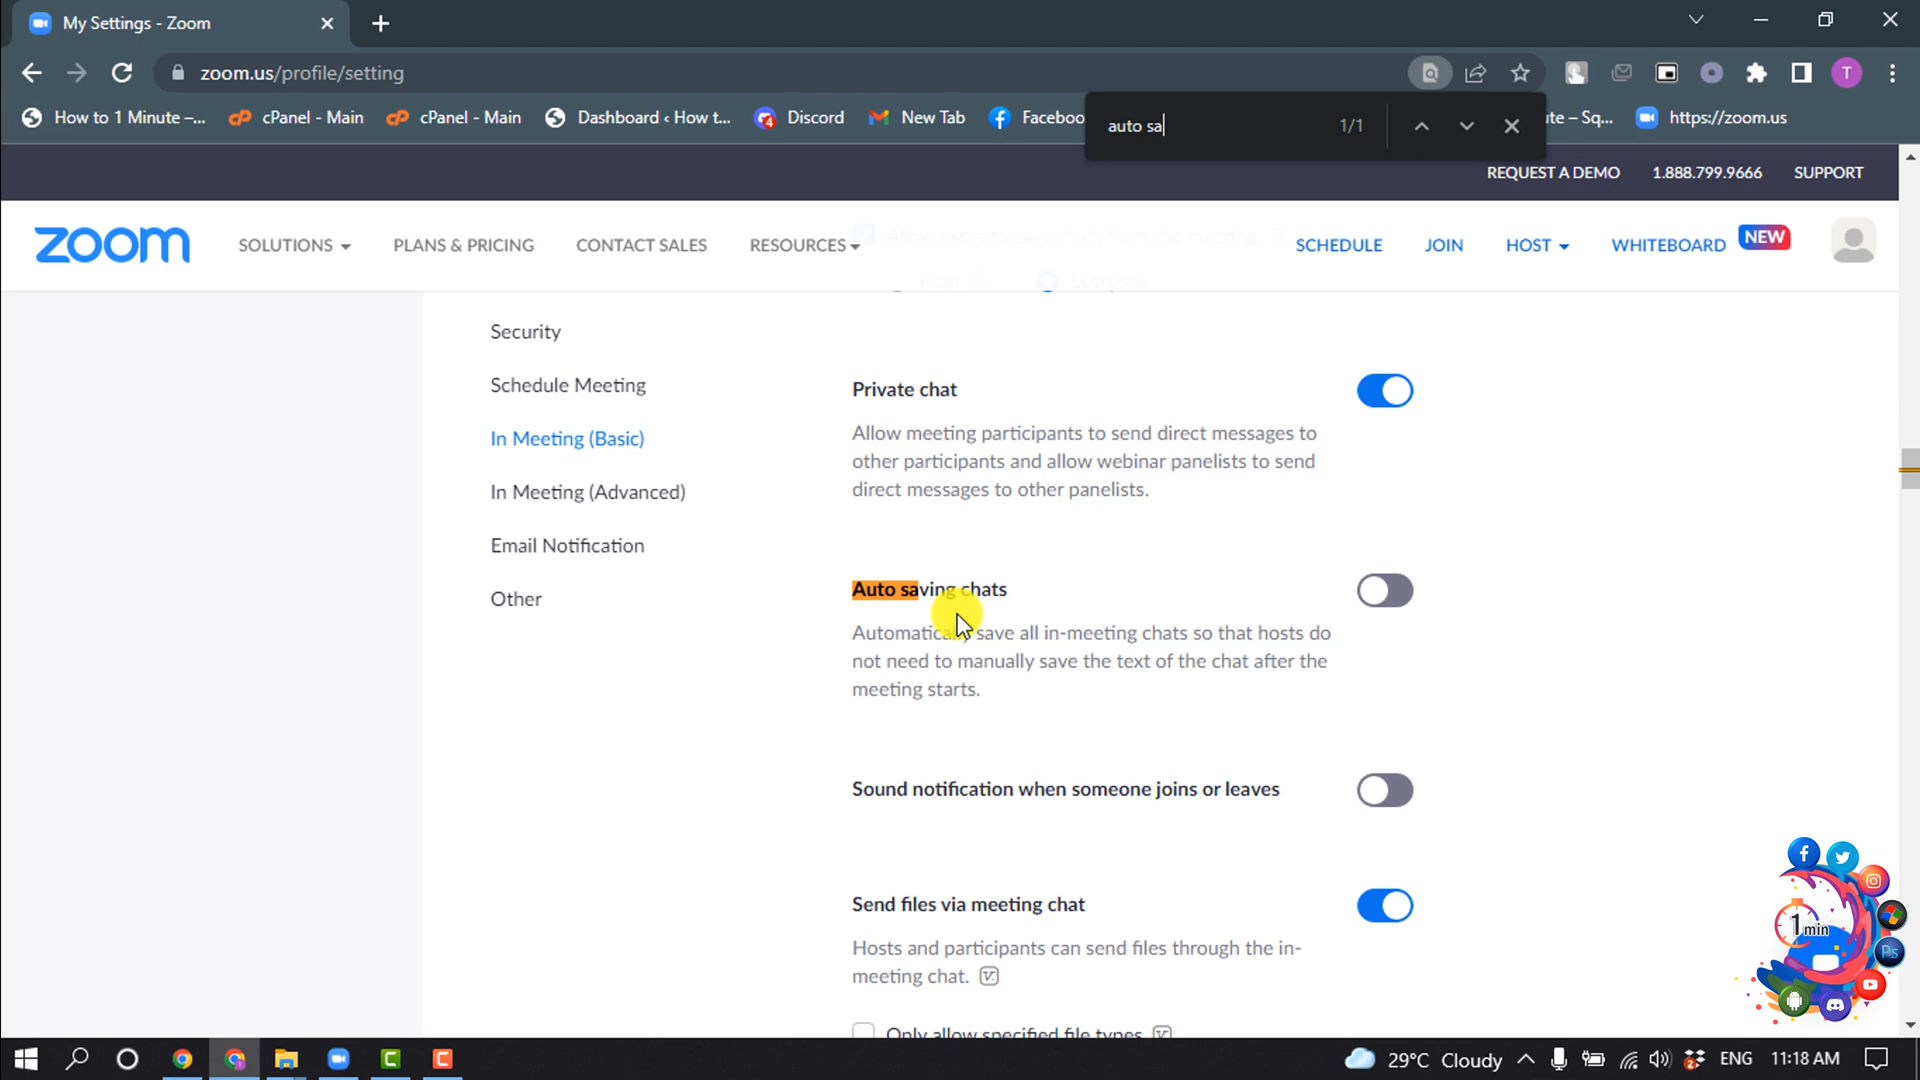 My Settings - Zoom
zoom.us/profile/setting
How to 1 Minute –...
cPanel - Main
cPanel - Main
Dashboard ‹ How t...
Discord
New Tab
Faceboo
ute – Sq...
https://zoom.us
auto sa
1/1
T
REQUEST A DEMO
1.888.799.9666
SUPPORT
zoom
SOLUTIONS
PLANS & PRICING
CONTACT SALES
RESOURCES
SCHEDULE
JOIN
HOST
WHITEBOARD
NEW
Security
Schedule Meeting
In Meeting (Basic)
In Meeting (Advanced)
Email Notification
Other
Private chat
Allow meeting participants to send direct messages to
other participants and allow webinar panelists to send
direct messages to other panelists.
Auto saving chats
Automatically save all in-meeting chats so that hosts do
not need to manually save the text of the chat after the
meeting starts.
Sound notification when someone joins or leaves
Send files via meeting chat
Hosts and participants can send files through the in-
meeting chat.
Only allow specified file types
1 min
Ps
29°C Cloudy
ENG
11:18 AM